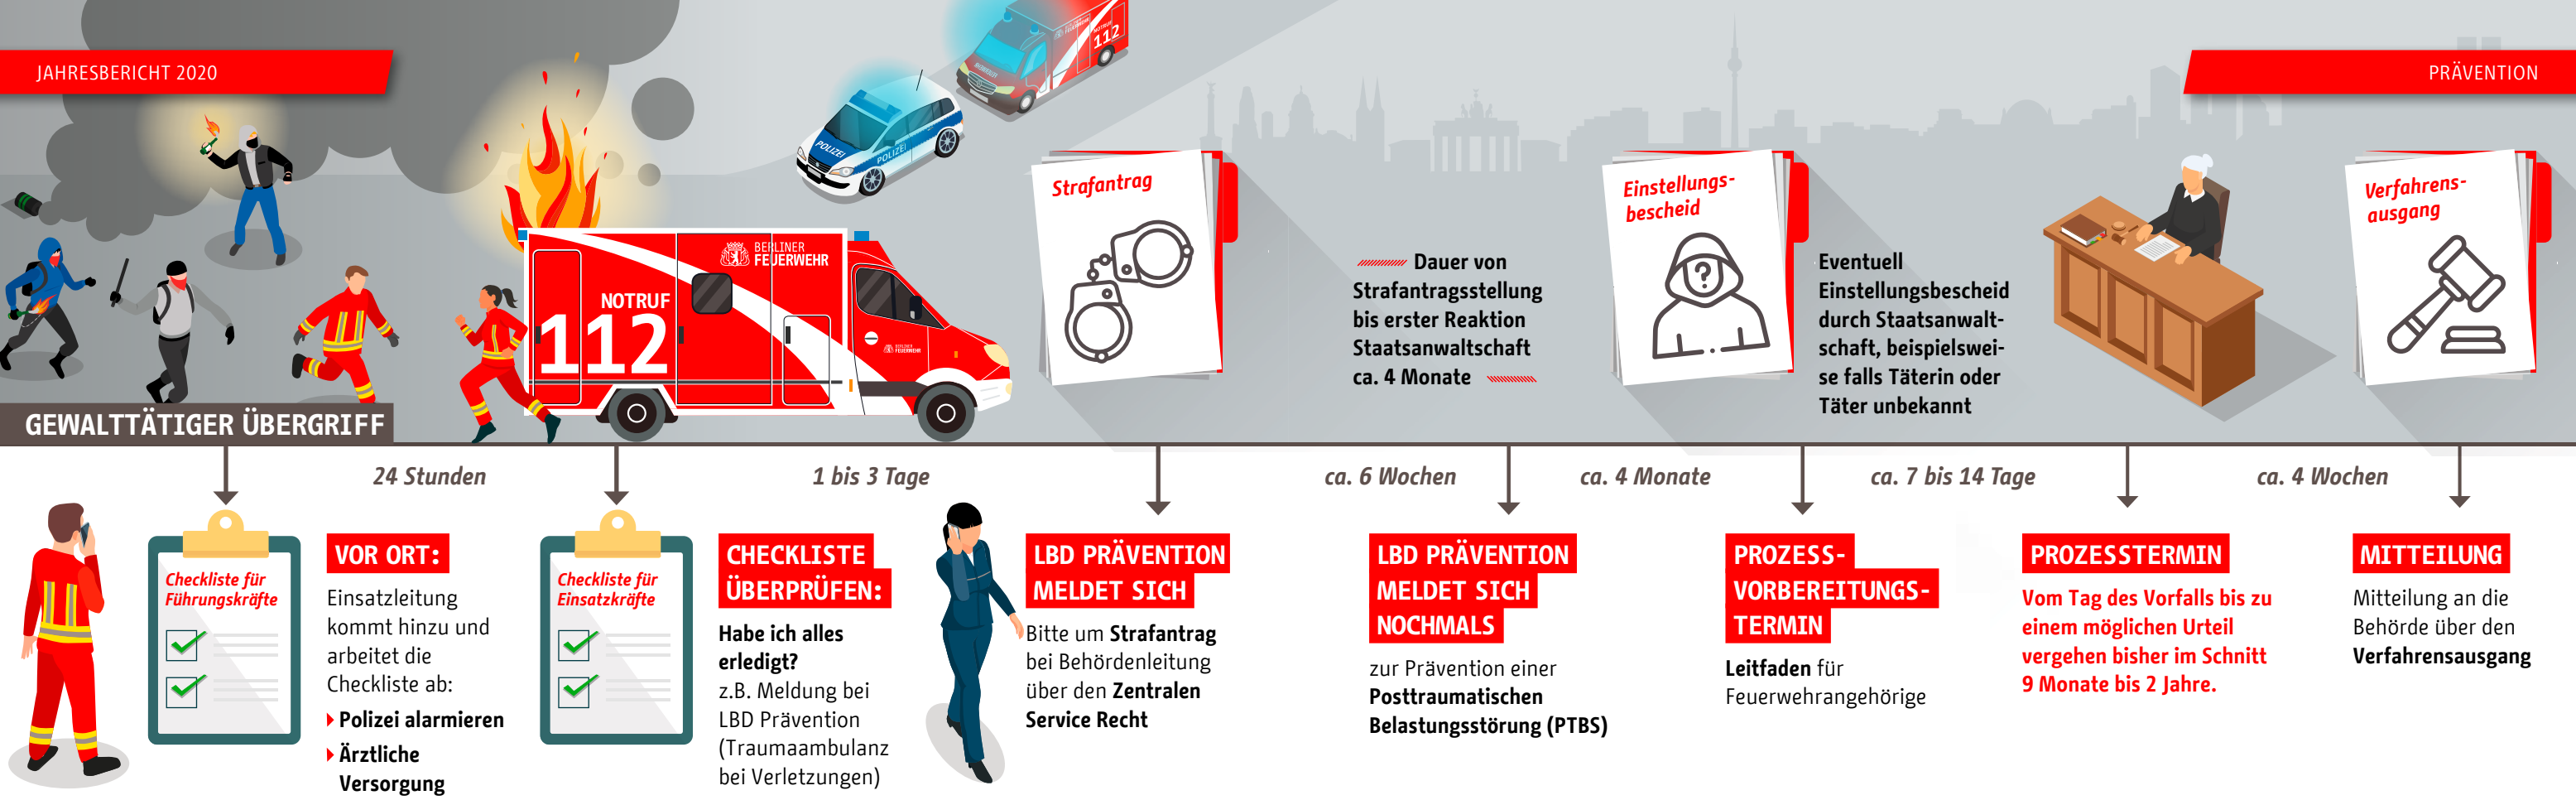 JAHRESBERICHT 2020
PRÄVENTION
112
POLIZEI
POLIZEI
BERLINER
FEUERWEHR
NOTRUF
112
Strafantrag
Dauer von
Strafantragsstellung
bis erster Reaktion
Staatsanwaltschaft
ca. 4 Monate
Einstellungs-
bescheid
?
Eventuell
Einstellungsbescheid
durch Staatsanwalt-
schaft, beispielswei-
se falls Täterin oder
Täter unbekannt
Verfahrens-
ausgang
GEWALTTÄTIGER ÜBERGRIFF
24 Stunden
1 bis 3 Tage
ca. 6 Wochen
ca. 4 Monate
ca. 7 bis 14 Tage
ca. 4 Wochen
Checkliste für
Führungskräfte
VOR ORT:
Einsatzleitung
kommt hinzu und
arbeitet die
Checkliste ab:
Polizei alarmieren
Ärztliche
Versorgung
Checkliste für
Einsatzkräfte
CHECKLISTE
ÜBERPRÜFEN:
Habe ich alles
erledigt?
z.B. Meldung bei
LBD Prävention
(Traumaambulanz
bei Verletzungen)
LBD PRÄVENTION
MELDET SICH
Bitte um Strafantrag
bei Behördenleitung
über den Zentralen
Service Recht
LBD PRÄVENTION
MELDET SICH
NOCHMALS
zur Prävention einer
Posttraumatischen
Belastungsstörung (PTBS)
PROZESS-
VORBEREITUNGS-
TERMIN
Leitfaden für
Feuerwehrangehörige
PROZESSTERMIN
Vom Tag des Vorfalls bis zu
einem möglichen Urteil
vergehen bisher im Schnitt
9 Monate bis 2 Jahre.
MITTEILUNG
Mitteilung an die
Behörde über den
Verfahrensausgang